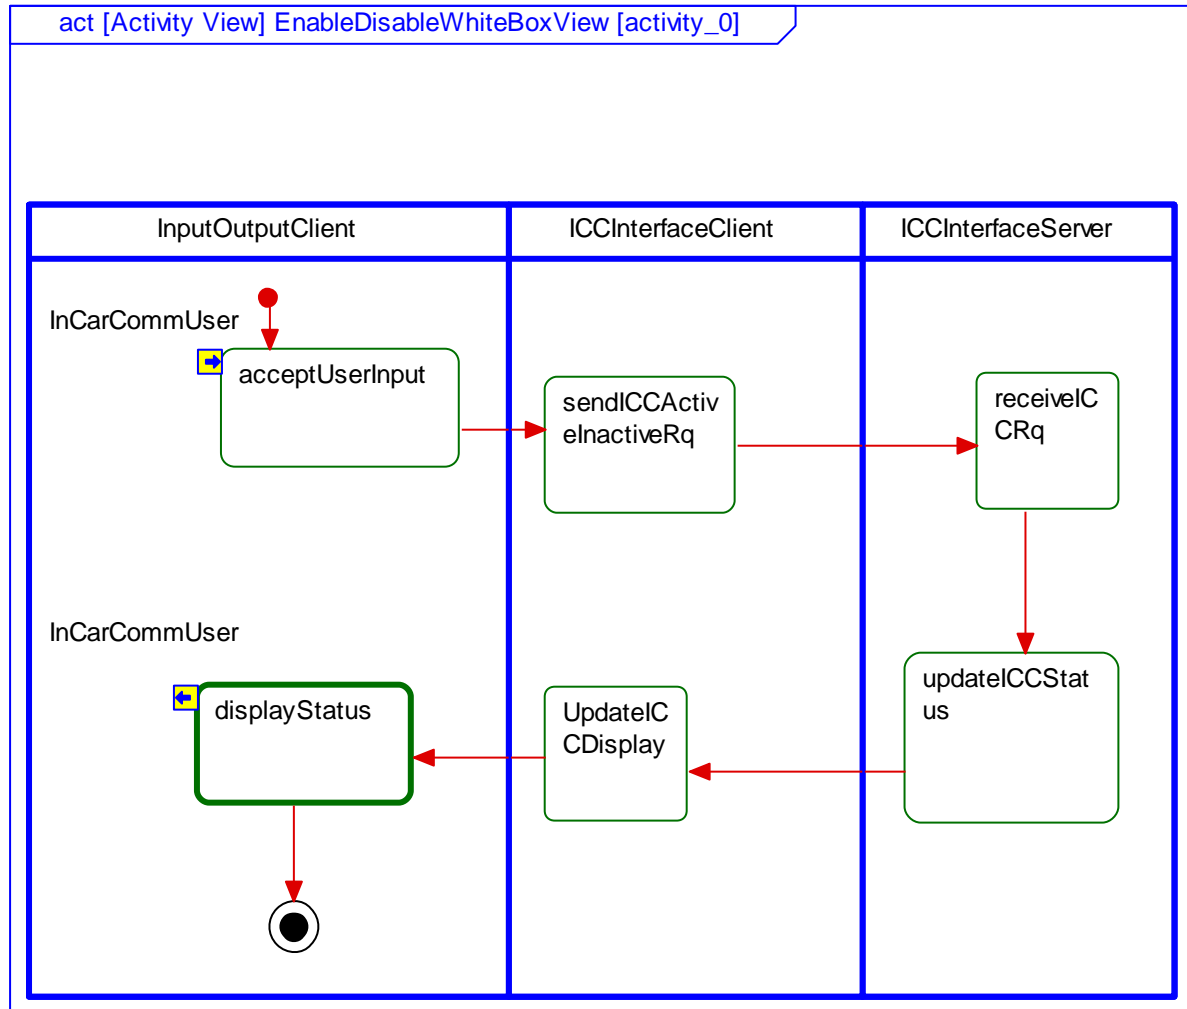 act [Activity View] EnableDisableWhiteBoxView [activity_0]
InputOutputClient
ICCInterfaceClient
ICCInterfaceServer
InCarCommUser
acceptUserInput
sendICCActiv
eInactiveRq
receiveIC
CRq
InCarCommUser
displayStatus
UpdateIC
CDisplay
updateICCStat
us